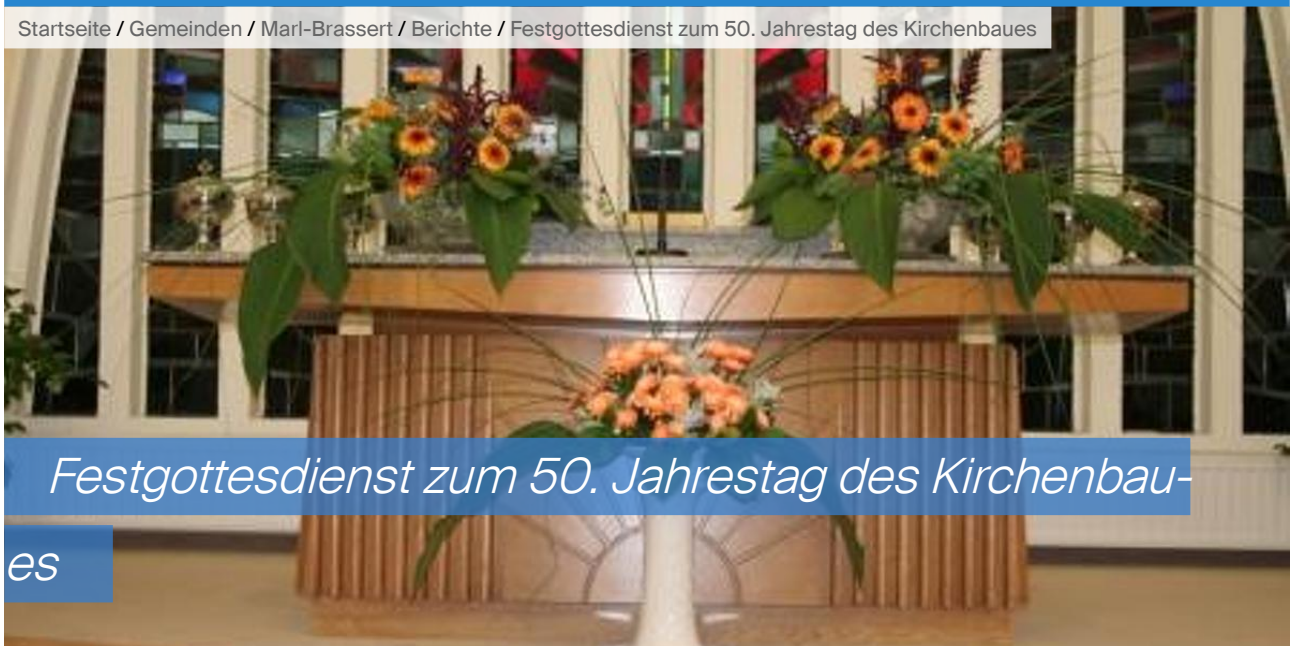 Startseite / Gemeinden / Marl-Brassert / Berichte / Festgottesdienst zum 50. Jahrestag des Kirchenbaues
Festgottesdienst zum 50. Jahrestag des Kirchenbau-
es